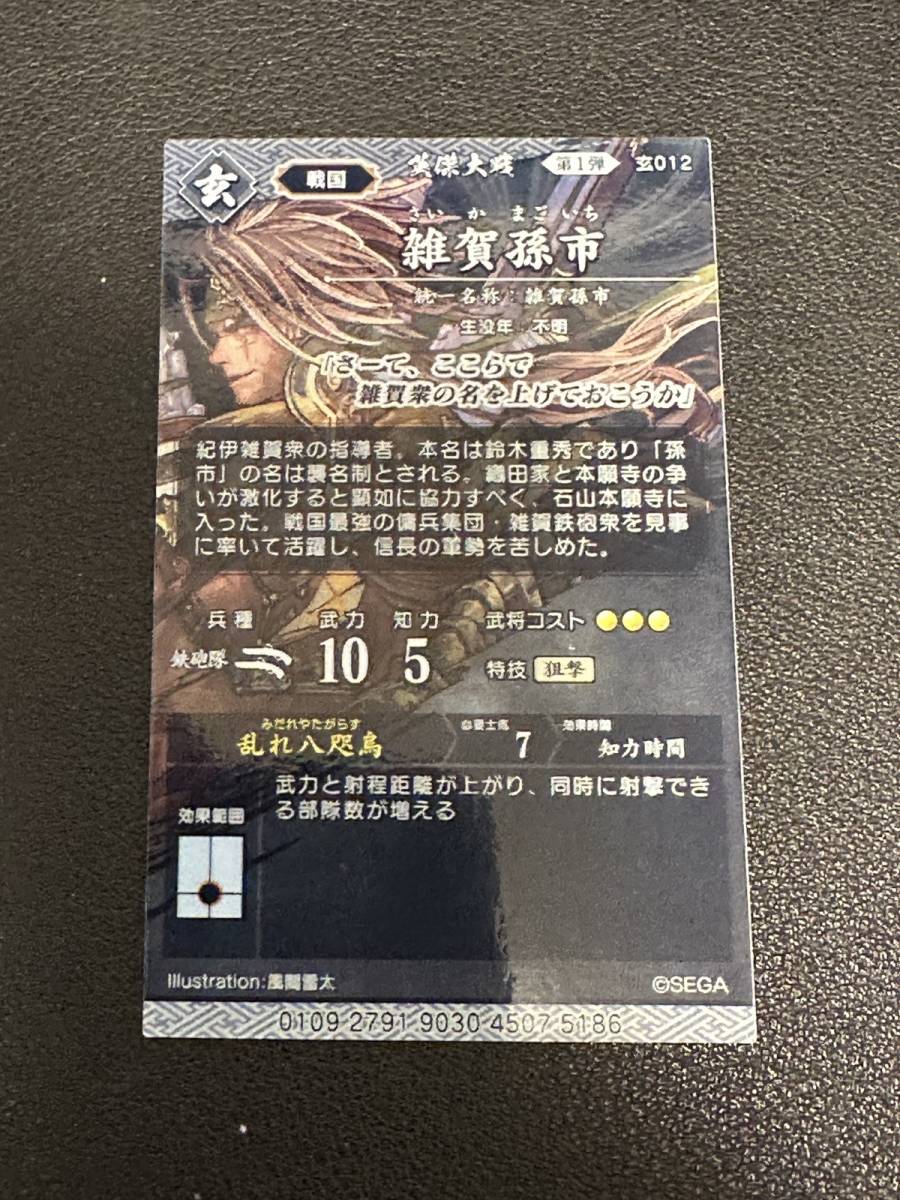 玄
戦国
英傑大戦
第1弾
玄012
さいか まごいち
雑賀孫市
統一名称：雑賀孫市
生没年：不明
「さーて、ここらで
雑賀衆の名を上げておこうか」
紀伊雑賀衆の指導者。本名は鈴木重秀であり「孫
市」の名は襲名制とされる。織田家と本願寺の争
いが激化すると顕如に協力すべく、石山本願寺に
入った。戦国最強の傭兵集団・雑賀鉄砲衆を見事
に率いて活躍し、信長の軍勢を苦しめた。
兵種 武力 知力 武将コスト
鉄砲隊 10 5 特技 狙撃
みだれやたがらす 必要士気 効果時間
乱れ八咫烏 7 知力時間
武力と射程距離が上がり、同時に射撃でき
る部隊数が増える
効果範囲
Illustration:風間雷太
©SEGA
0109 2791 9030 4507 5186